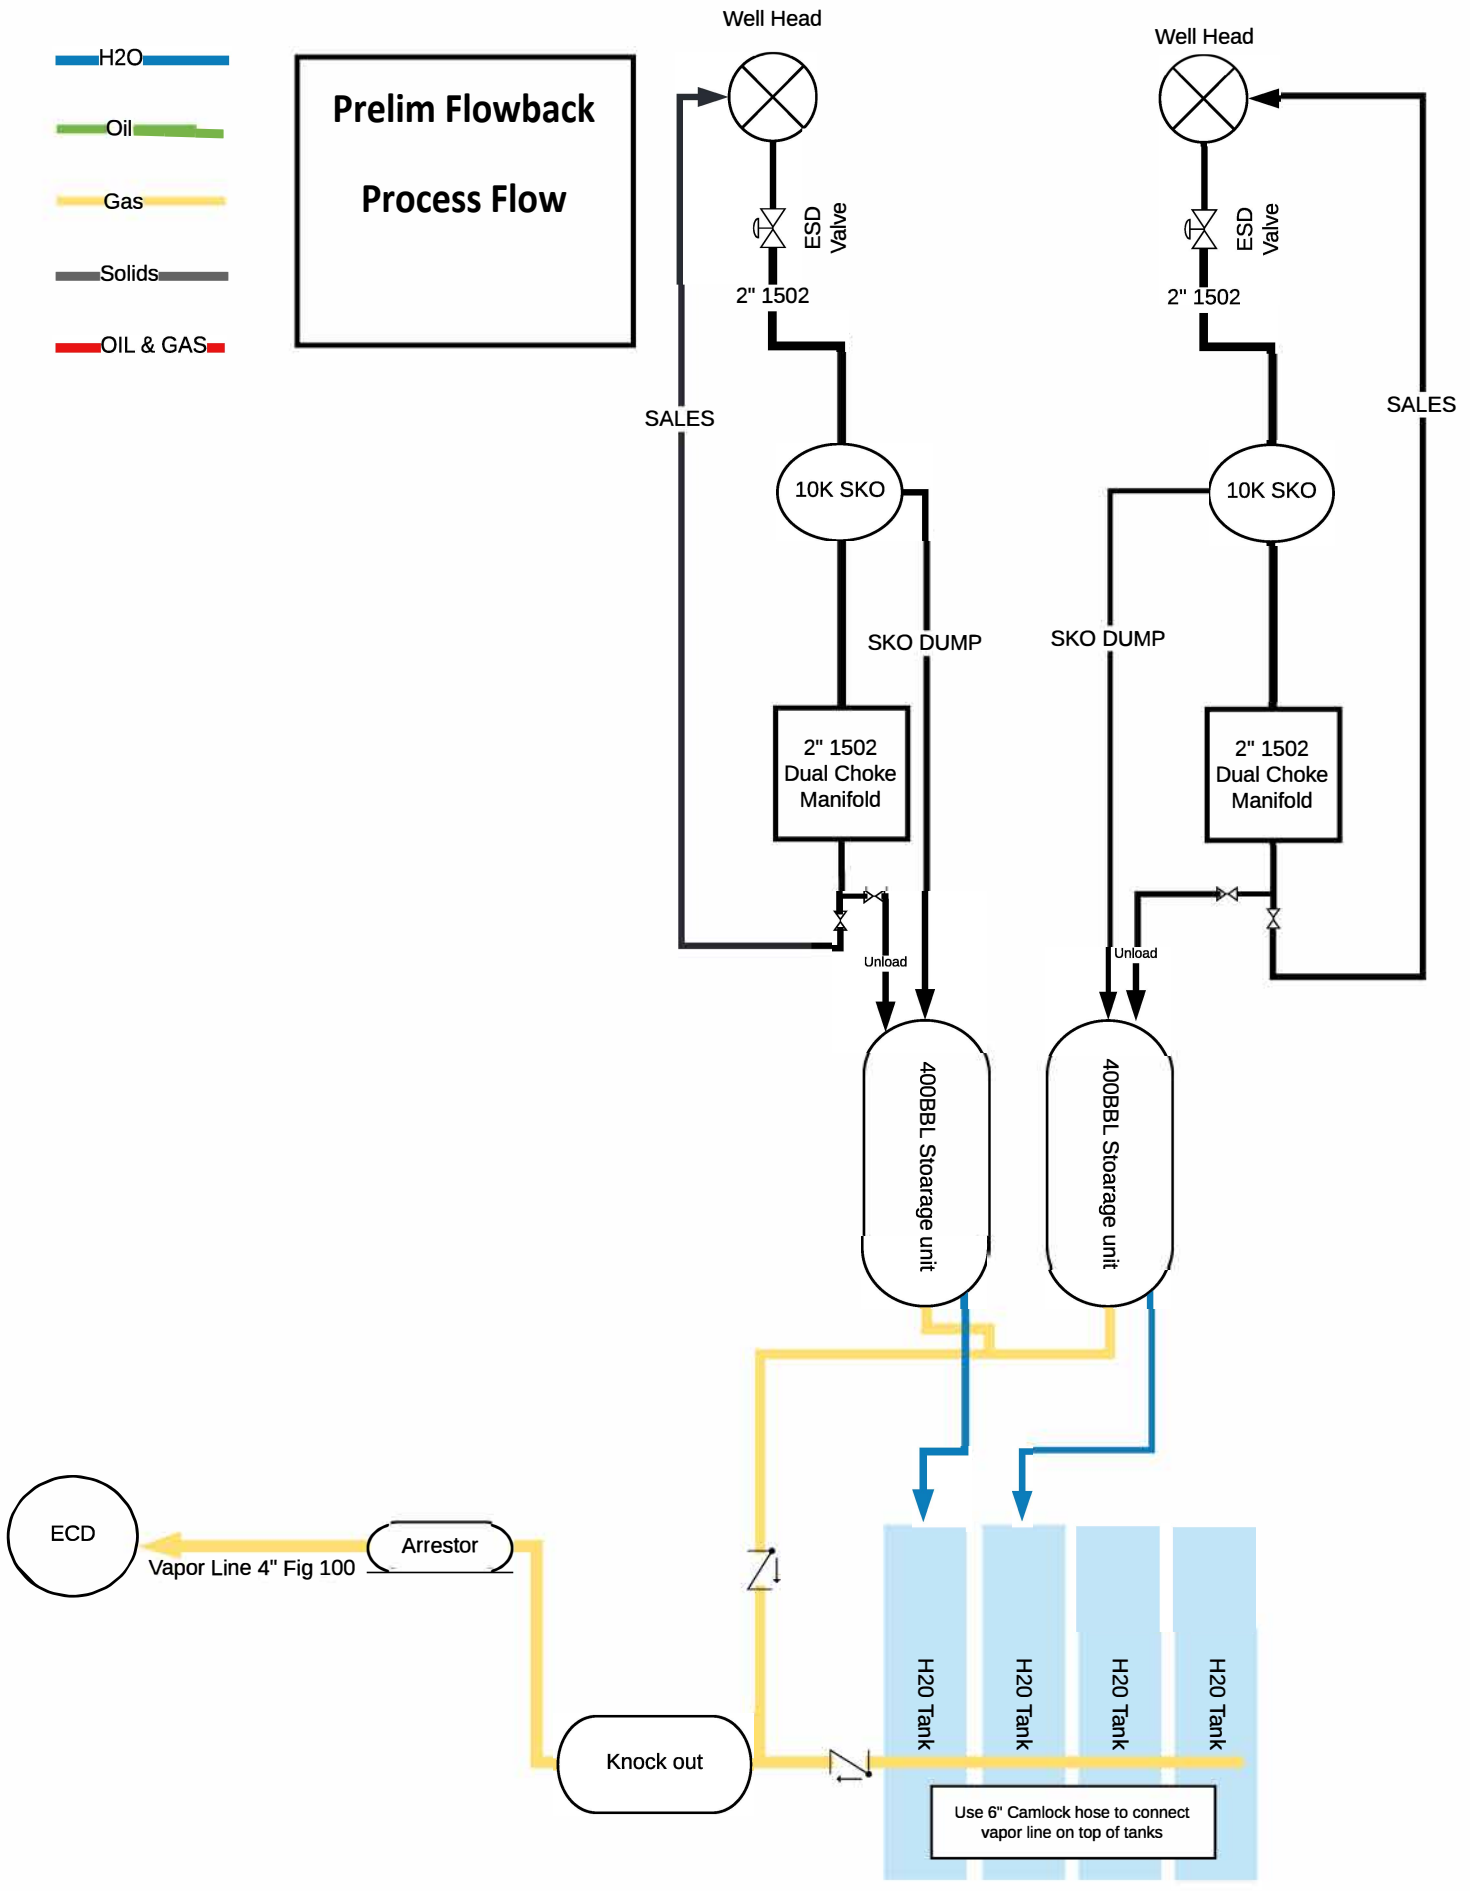 Well Head
Well Head
H2O
Oil
Gas
Solids
OIL & GAS
Prelim Flowback
Process Flow
ESD
Valve
ESD
Valve
2" 1502
2" 1502
SALES
SALES
10K SKO
10K SKO
SKO DUMP
SKO DUMP
2" 1502
Dual Choke
Manifold
2" 1502
Dual Choke
Manifold
Unload
Unload
400BBL Stoarage unit
400BBL Stoarage unit
ECD
Arrestor
Vapor Line 4" Fig 100
Knock out
H20 Tank
H20 Tank
H20 Tank
H20 Tank
Use 6" Camlock hose to connect
vapor line on top of tanks